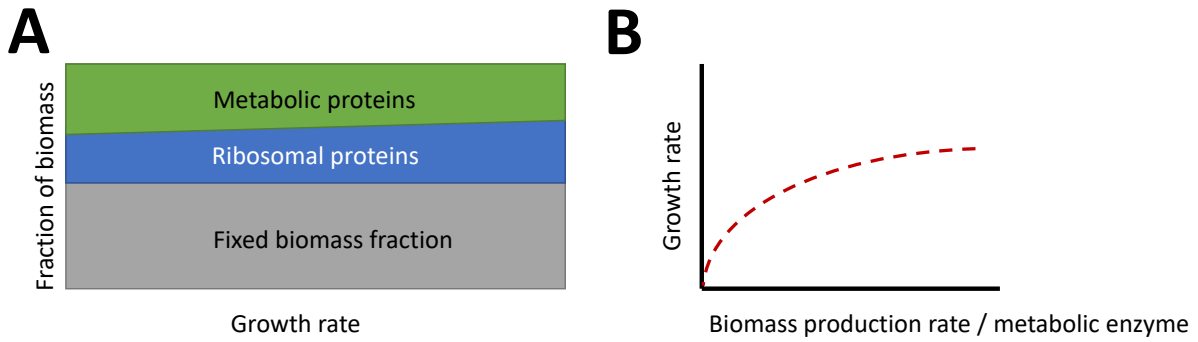 A
Fraction of biomass
Metabolic proteins
Ribosomal proteins
Fixed biomass fraction
Growth rate
B
Growth rate
Biomass production rate / metabolic enzyme